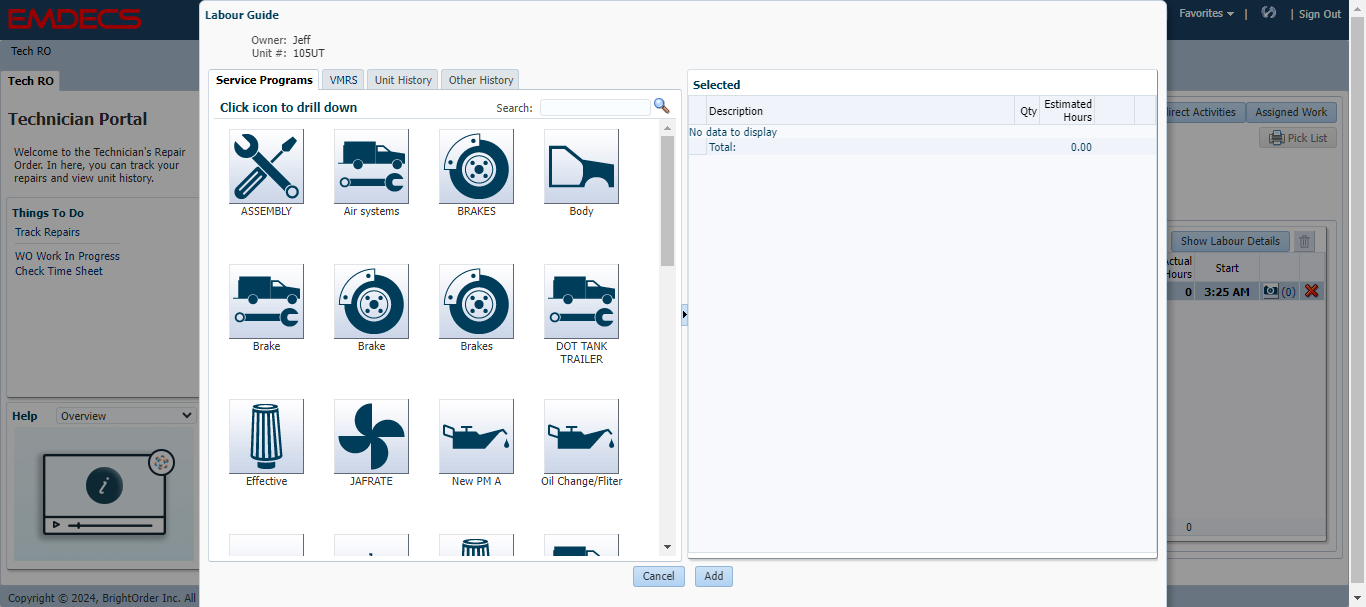 EMDECS
Favorites
|
| Sign Out
Tech RO
Tech RO
Technician Portal
Welcome to the Technician's Repair
Order. In here, you can track your
repairs and view unit history.
Things To Do
Track Repairs
WO Work In Progress
Check Time Sheet
Help
Overview
i
Copyright © 2024, BrightOrder Inc. All
Labour Guide
Owner: Jeff
Unit #: 105UT
Service Programs
VMRS
Unit History
Other History
Click icon to drill down
Search:
ASSEMBLY
Air systems
BRAKES
Body
Brake
Brake
Brakes
DOT TANK
TRAILER
Effective
JAFRATE
New PM A
Oil Change/Fliter
Selected
Description
Qty
Estimated
Hours
No data to display
Total:
0.00
Cancel
Add
Activities
Assigned Work
Pick List
Show Labour Details
Hours
Start
0
3:25 AM
(0)
0